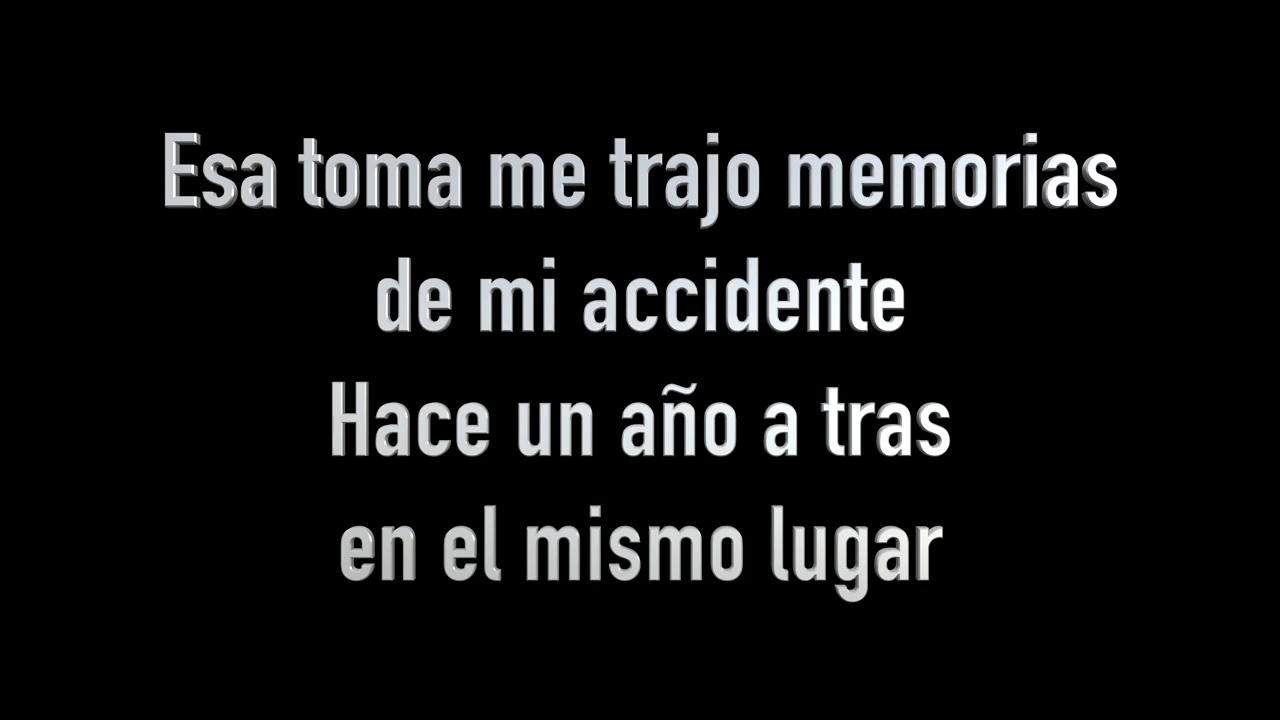 Esa toma me trajo memorias
de mi accidente
Hace un año a tras
en el mismo lugar